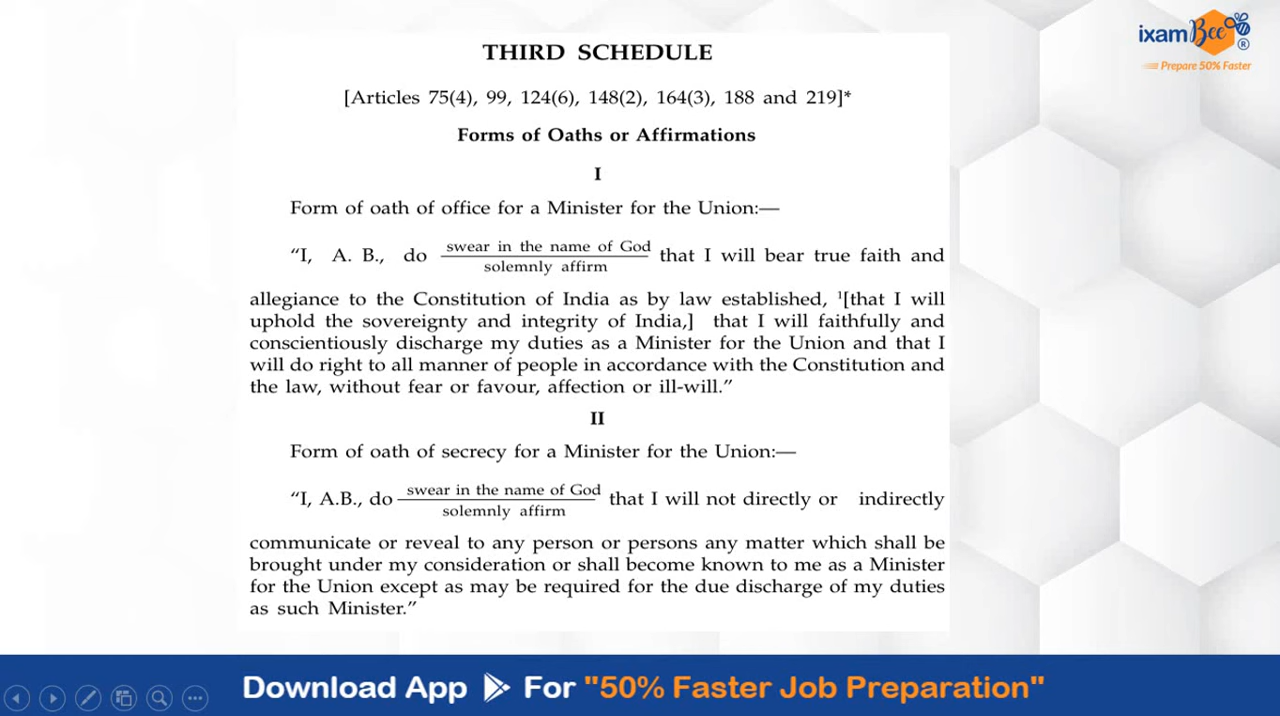 ixamBee
®
Prepare 50% Faster
THIRD SCHEDULE
[Articles 75(4), 99, 124(6), 148(2), 164(3), 188 and 219]*
Forms of Oaths or Affirmations
I
Form of oath of office for a Minister for the Union:—
“I, A. B., do swear in the name of God
solemnly affirm that I will bear true faith and
allegiance to the Constitution of India as by law established, ¹[that I will
uphold the sovereignty and integrity of India,] that I will faithfully and
conscientiously discharge my duties as a Minister for the Union and that I
will do right to all manner of people in accordance with the Constitution and
the law, without fear or favour, affection or ill-will.”
II
Form of oath of secrecy for a Minister for the Union:—
“I, A.B., do swear in the name of God
solemnly affirm that I will not directly or indirectly
communicate or reveal to any person or persons any matter which shall be
brought under my consideration or shall become known to me as a Minister
for the Union except as may be required for the due discharge of my duties
as such Minister.”
Download App For "50% Faster Job Preparation"